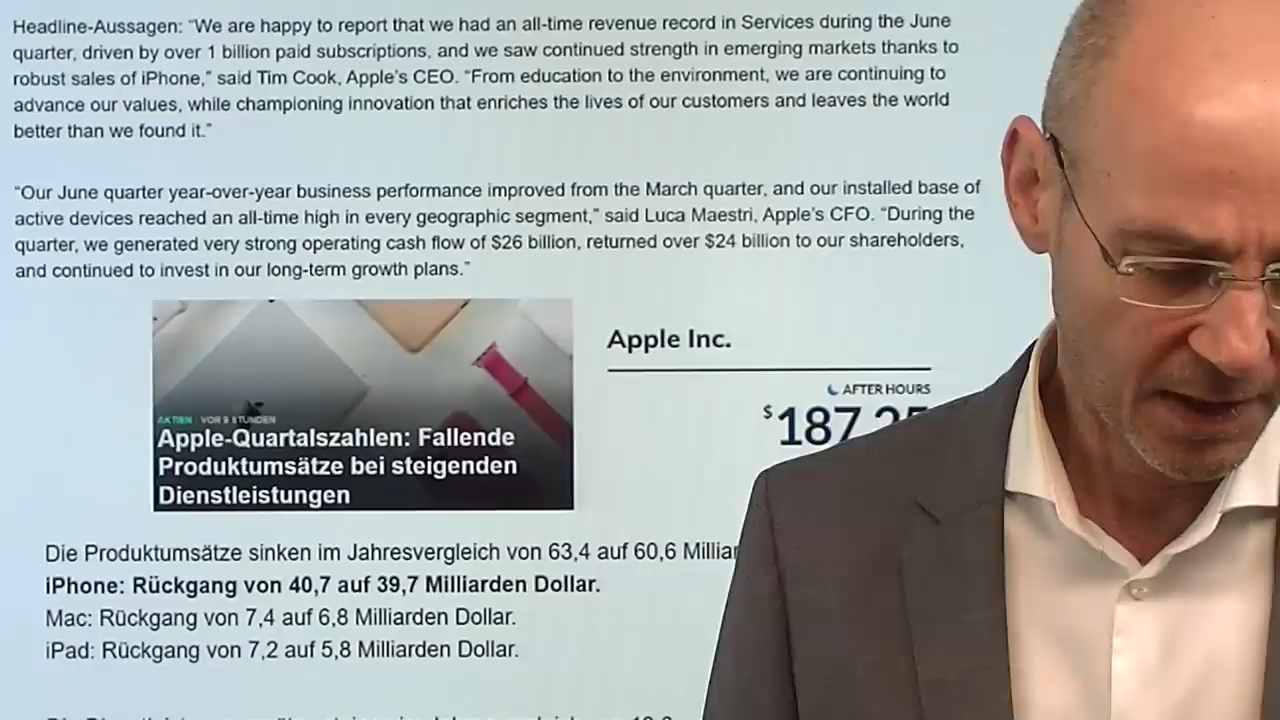 Headline-Aussagen: “We are happy to report that we had an all-time revenue record in Services during the June
quarter, driven by over 1 billion paid subscriptions, and we saw continued strength in emerging markets thanks to
robust sales of iPhone,” said Tim Cook, Apple’s CEO. “From education to the environment, we are continuing to
advance our values, while championing innovation that enriches the lives of our customers and leaves the world
better than we found it.”
“Our June quarter year-over-year business performance improved from the March quarter, and our installed base of
active devices reached an all-time high in every geographic segment,” said Luca Maestri, Apple’s CFO. “During the
quarter, we generated very strong operating cash flow of $26 billion, returned over $24 billion to our shareholders,
and continued to invest in our long-term growth plans.”
AKTIEN VOR 9 STUNDEN
Apple-Quartalszahlen: Fallende
Produktumsätze bei steigenden
Dienstleistungen
Apple Inc.
AFTER HOURS
$187
Die Produktumsätze sinken im Jahresvergleich von 63,4 auf 60,6
iPhone: Rückgang von 40,7 auf 39,7 Milliarden Dollar.
Mac: Rückgang von 7,4 auf 6,8 Milliarden Dollar.
iPad: Rückgang von 7,2 auf 5,8 Milliarden Dollar.